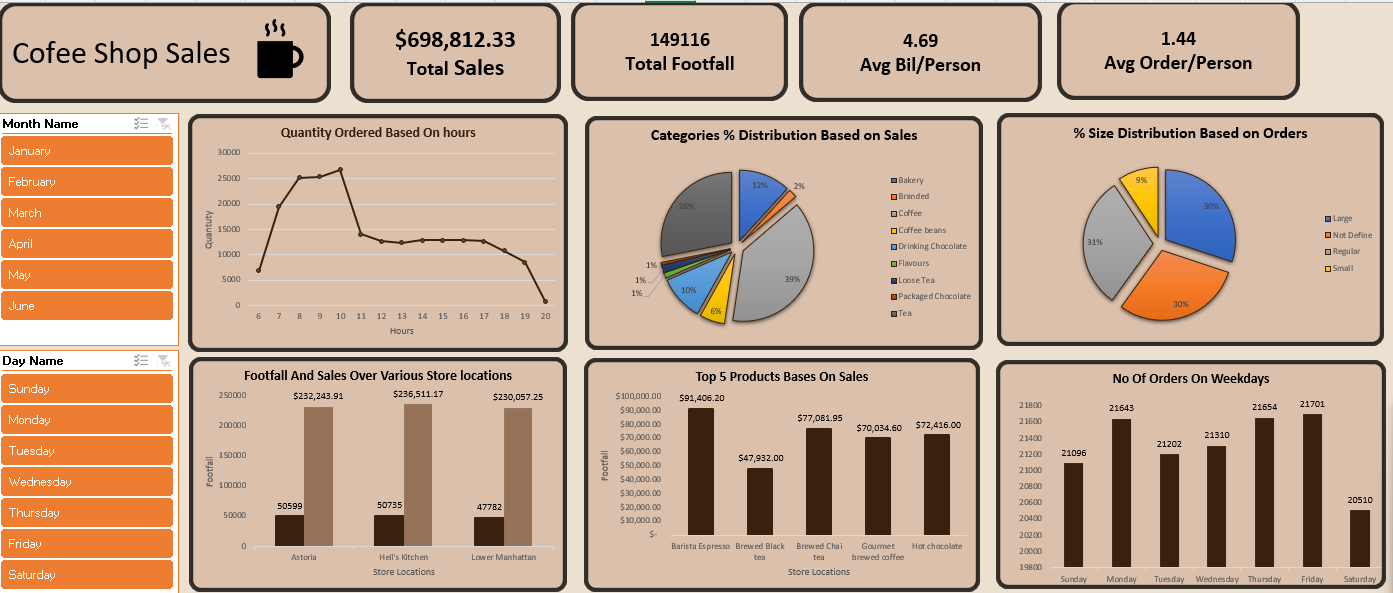 Cofee Shop Sales
$698,812.33
Total Sales
149116
Total Footfall
4.69
Avg Bil/Person
1.44
Avg Order/Person
Month Name
January
February
March
April
May
June
Day Name
Sunday
Monday
Tuesday
Wednesday
Thursday
Friday
Saturday
Quantity Ordered Based On hours
30000
25000
20000
15000
10000
5000
0
Quantuty
6 7 8 9 10 11 12 13 14 15 16 17 18 19 20
Hours
Categories % Distribution Based on Sales
12%
2%
39%
6%
10%
1%
1%
1%
28%
Bakery
Branded
Coffee
Coffee beans
Drinking Chocolate
Flavours
Loose Tea
Packaged Chocolate
Tea
% Size Distribution Based on Orders
30%
30%
31%
9%
Large
Not Define
Regular
Small
Footfall And Sales Over Various Store locations
250000
200000
150000
100000
50000
0
Footfall
$232,243.91
$236,511.17
$230,057.25
50599
50735
47782
Astoria
Hell's Kitchen
Lower Manhattan
Store Locations
Top 5 Products Bases On Sales
$100,000.00
$90,000.00
$80,000.00
$70,000.00
$60,000.00
$50,000.00
$40,000.00
$30,000.00
$20,000.00
$10,000.00
$-
Footfall
$91,406.20
$47,932.00
$77,081.95
$70,034.60
$72,416.00
Barista Espresso
Brewed Black
tea
Brewed Chai
tea
Gourmet
brewed coffee
Hot chocolate
Store Locations
No Of Orders On Weekdays
21800
21600
21400
21200
21000
20800
20600
20400
20200
20000
19800
21096
21643
21202
21310
21654
21701
20510
Sunday
Monday
Tuesday
Wednesday
Thursday
Friday
Saturday